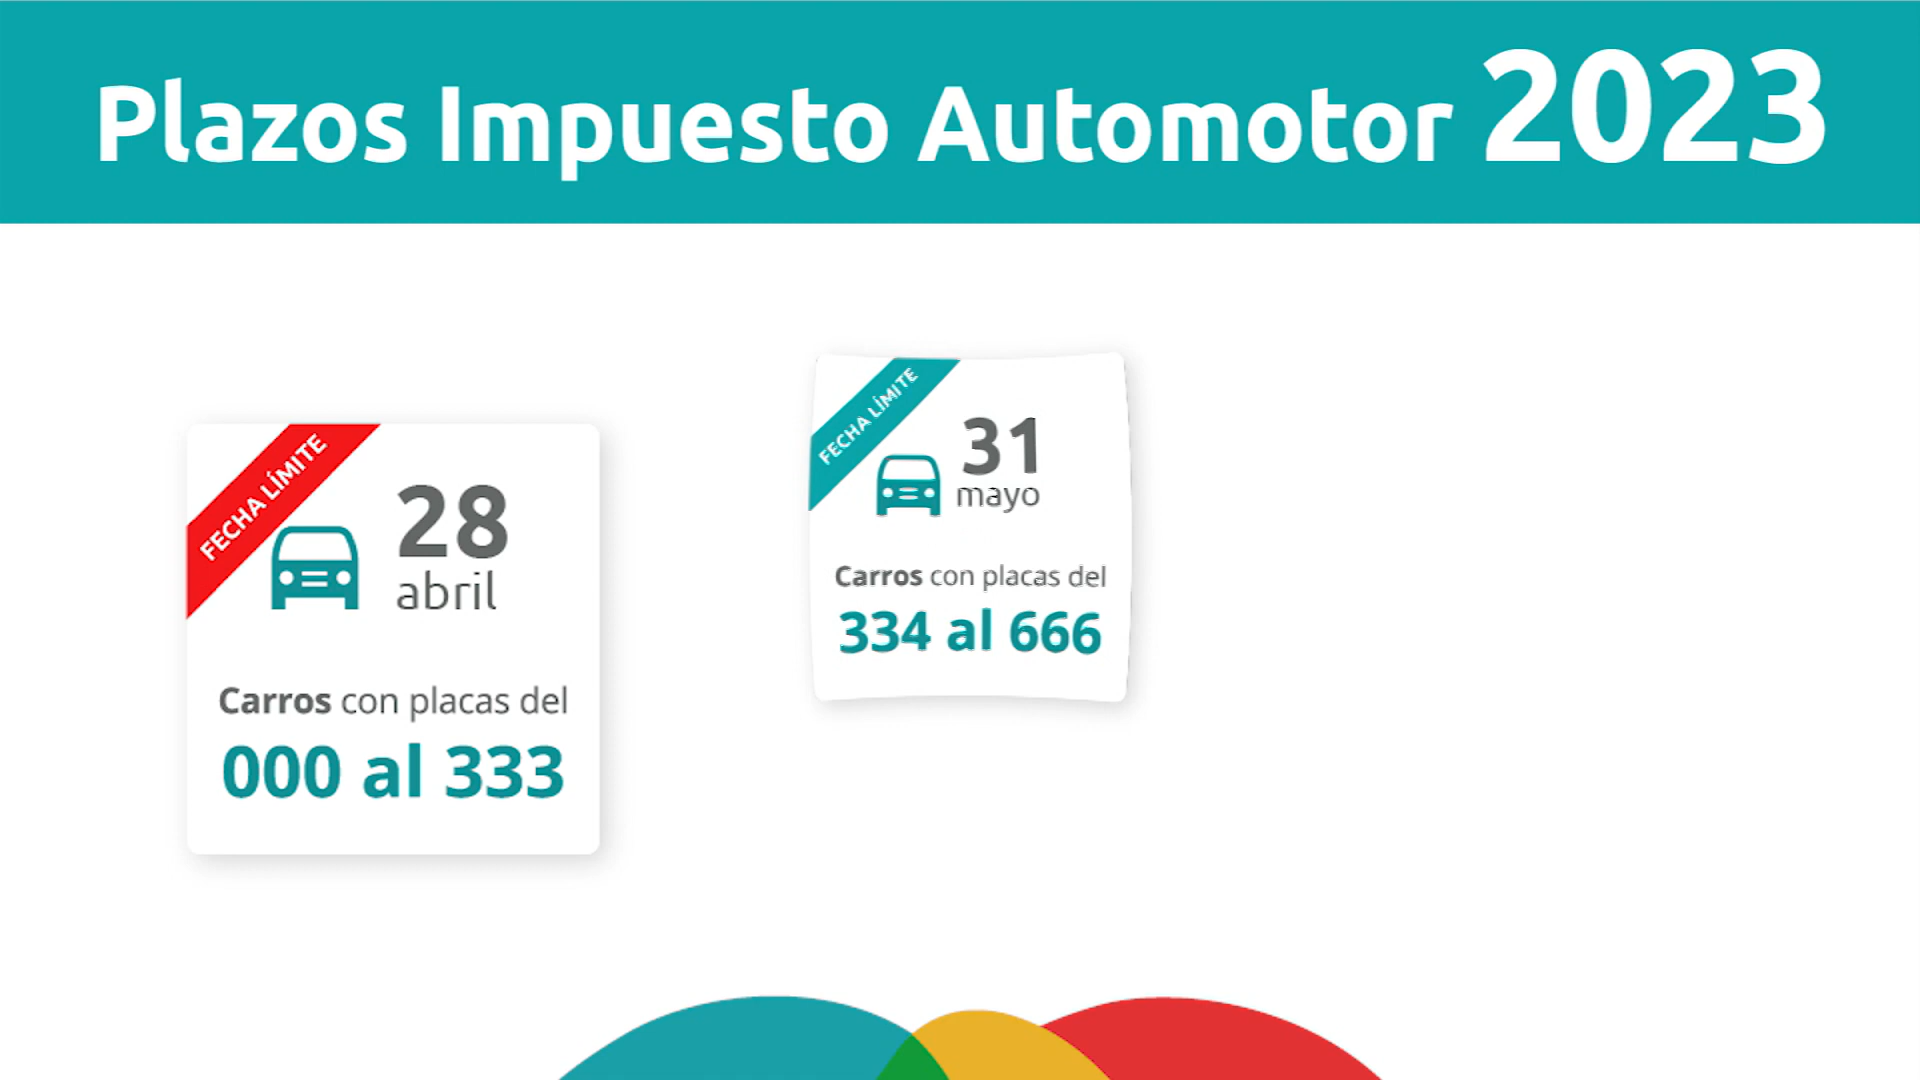 Plazos Impuesto Automotor 2023
FECHA LÍMITE
28
abril
Carros con placas del
000 al 333
FECHA LÍMITE
31
mayo
Carros con placas del
334 al 666